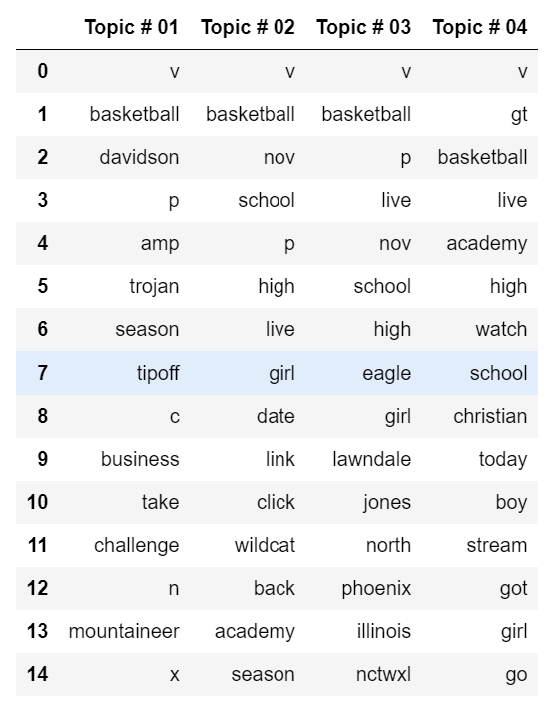 Topic # 01 Topic # 02 Topic # 03 Topic # 04
0 v v v v
1 basketball basketball basketball gt
2 davidson nov p basketball
3 p school live live
4 amp p nov academy
5 trojan high school high
6 season live high watch
7 tipoff girl eagle school
8 c date girl christian
9 business link lawndale today
10 take click jones boy
11 challenge wildcat north stream
12 n back phoenix got
13 mountaineer academy illinois girl
14 x season nctwxl go